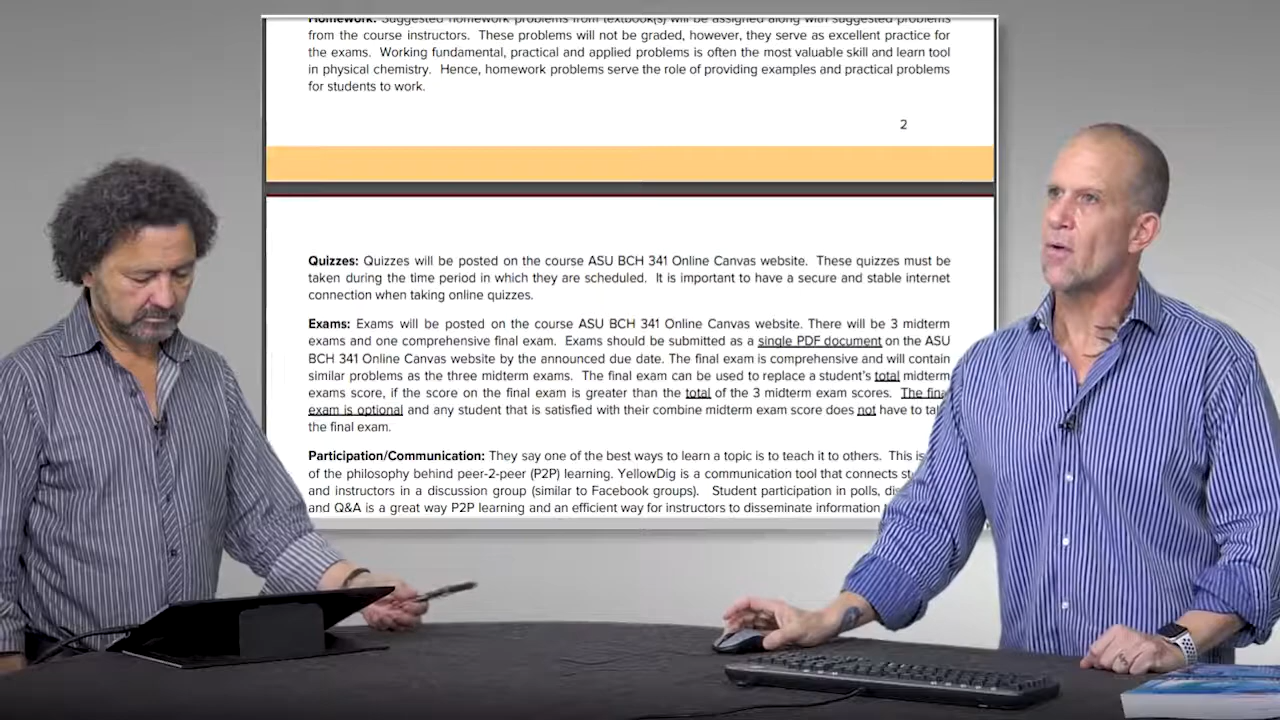 Homework: Suggested homework problems from textbook(s) will be assigned along with suggested problems
from the course instructors. These problems will not be graded, however, they serve as excellent practice for
the exams. Working fundamental, practical and applied problems is often the most valuable skill and learn tool
in physical chemistry. Hence, homework problems serve the role of providing examples and practical problems
for students to work.
2
Quizzes: Quizzes will be posted on the course ASU BCH 341 Online Canvas website. These quizzes must be
taken during the time period in which they are scheduled. It is important to have a secure and stable internet
connection when taking online quizzes.
Exams: Exams will be posted on the course ASU BCH 341 Online Canvas website. There will be 3 midterm
exams and one comprehensive final exam. Exams should be submitted as a single PDF document on the ASU
BCH 341 Online Canvas website by the announced due date. The final exam is comprehensive and will contain
similar problems as the three midterm exams. The final exam can be used to replace a student's total midterm
exams score, if the score on the final exam is greater than the total of the 3 midterm exam scores. The
exam is optional and any student that is satisfied with their combine midterm exam score does not have to
the final exam.
Participation/Communication: They say one of the best ways to learn a topic is to teach it to others. This is
of the philosophy behind peer-2-peer (P2P) learning. YellowDig is a communication tool that connects
and instructors in a discussion group (similar to Facebook groups). Student participation in polls,
and Q&A is a great way P2P learning and an efficient way for instructors to disseminate information